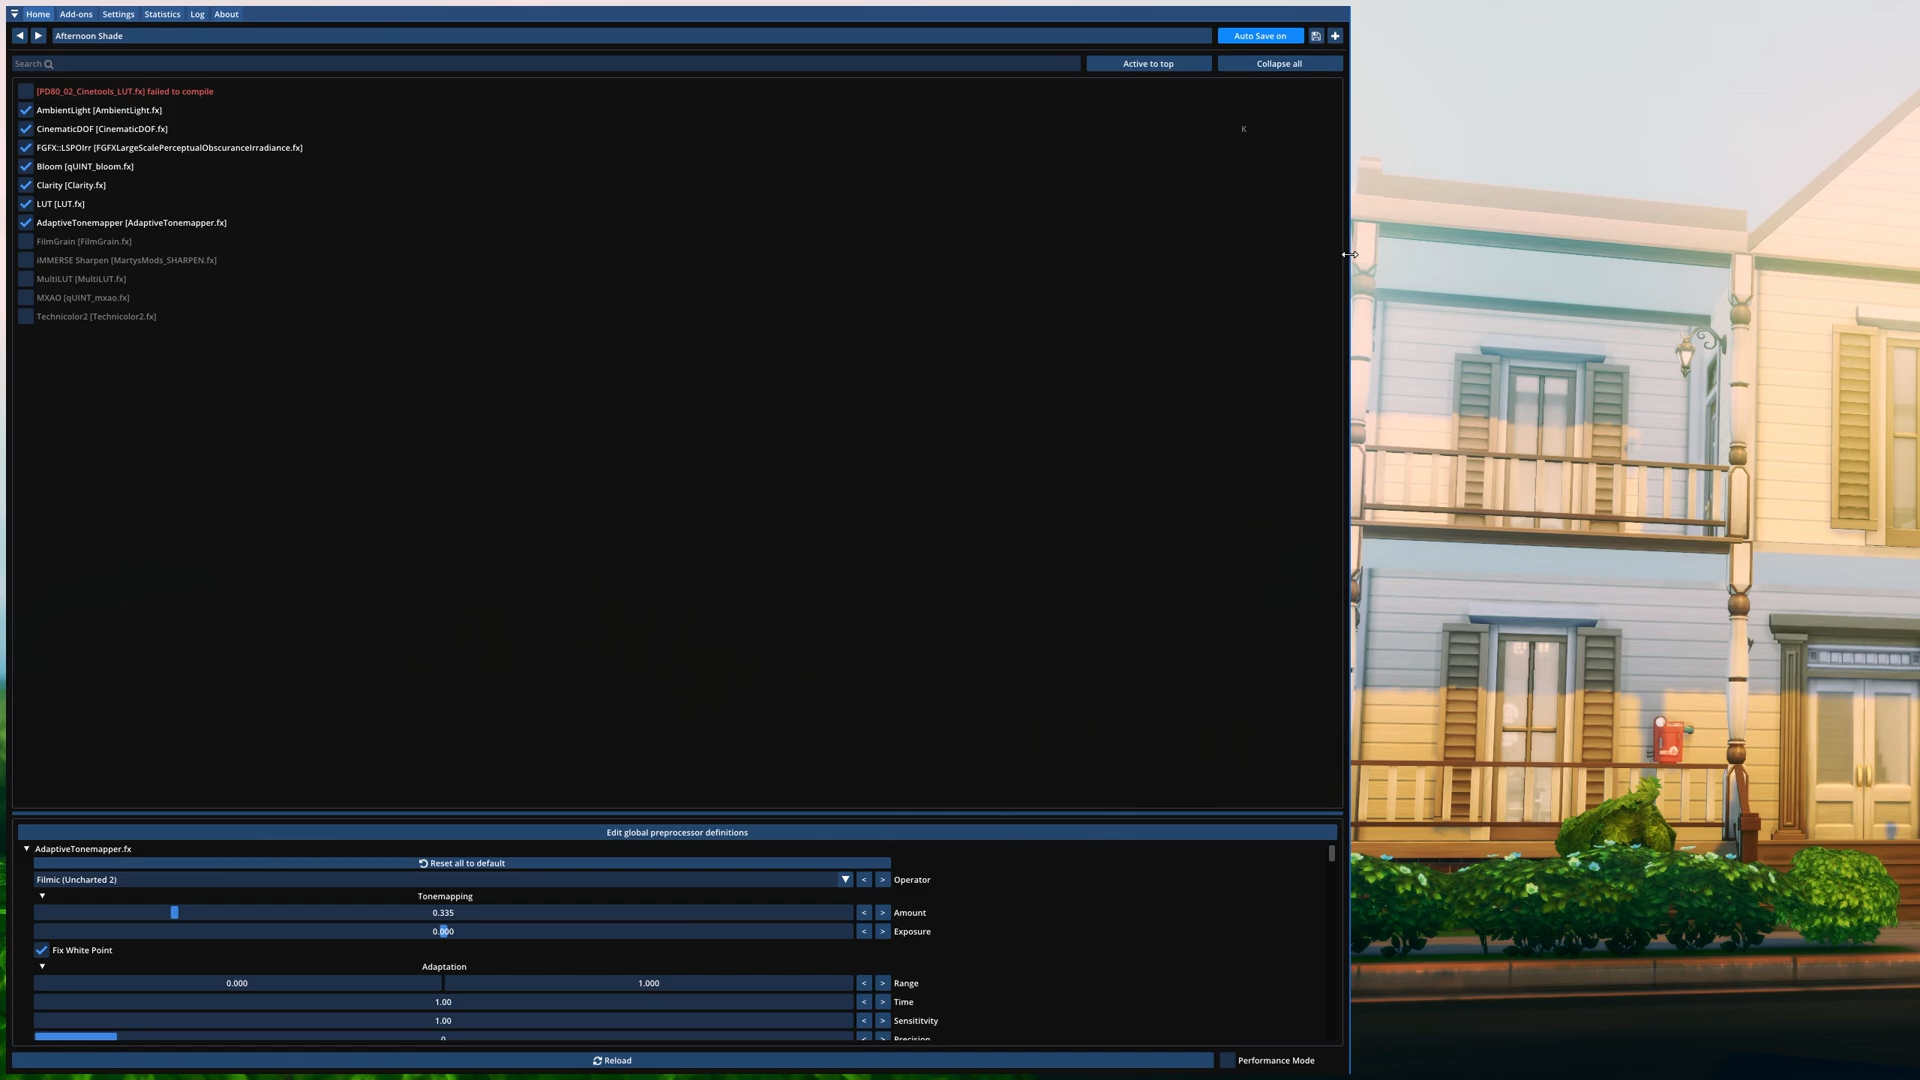 Home Add-ons Settings Statistics Log About
Afternoon Shade Auto Save on
Search Active to top Collapse all
[PD80_02_Cinetools_LUT.fx] failed to compile
AmbientLight [AmbientLight.fx]
CinematicDOF [CinematicDOF.fx] K
FGFX::LSPOIrr [FGFXLargeScalePerceptualObscuranceIrradiance.fx]
Bloom [qUINT_bloom.fx]
Clarity [Clarity.fx]
LUT [LUT.fx]
AdaptiveTonemapper [AdaptiveTonemapper.fx]
FilmGrain [FilmGrain.fx]
iMMERSE Sharpen [MartysMods_SHARPEN.fx]
MultiLUT [MultiLUT.fx]
MXAO [qUINT_mxao.fx]
Technicolor2 [Technicolor2.fx]
Edit global preprocessor definitions
AdaptiveTonemapper.fx
Reset all to default
Filmic (Uncharted 2) < > Operator
Tonemapping
0.335 < > Amount
0.000 < > Exposure
Fix White Point
Adaptation
0.000 1.000 < > Range
1.00 < > Time
1.00 < > Sensititvity
0 Precision
Reload Performance Mode